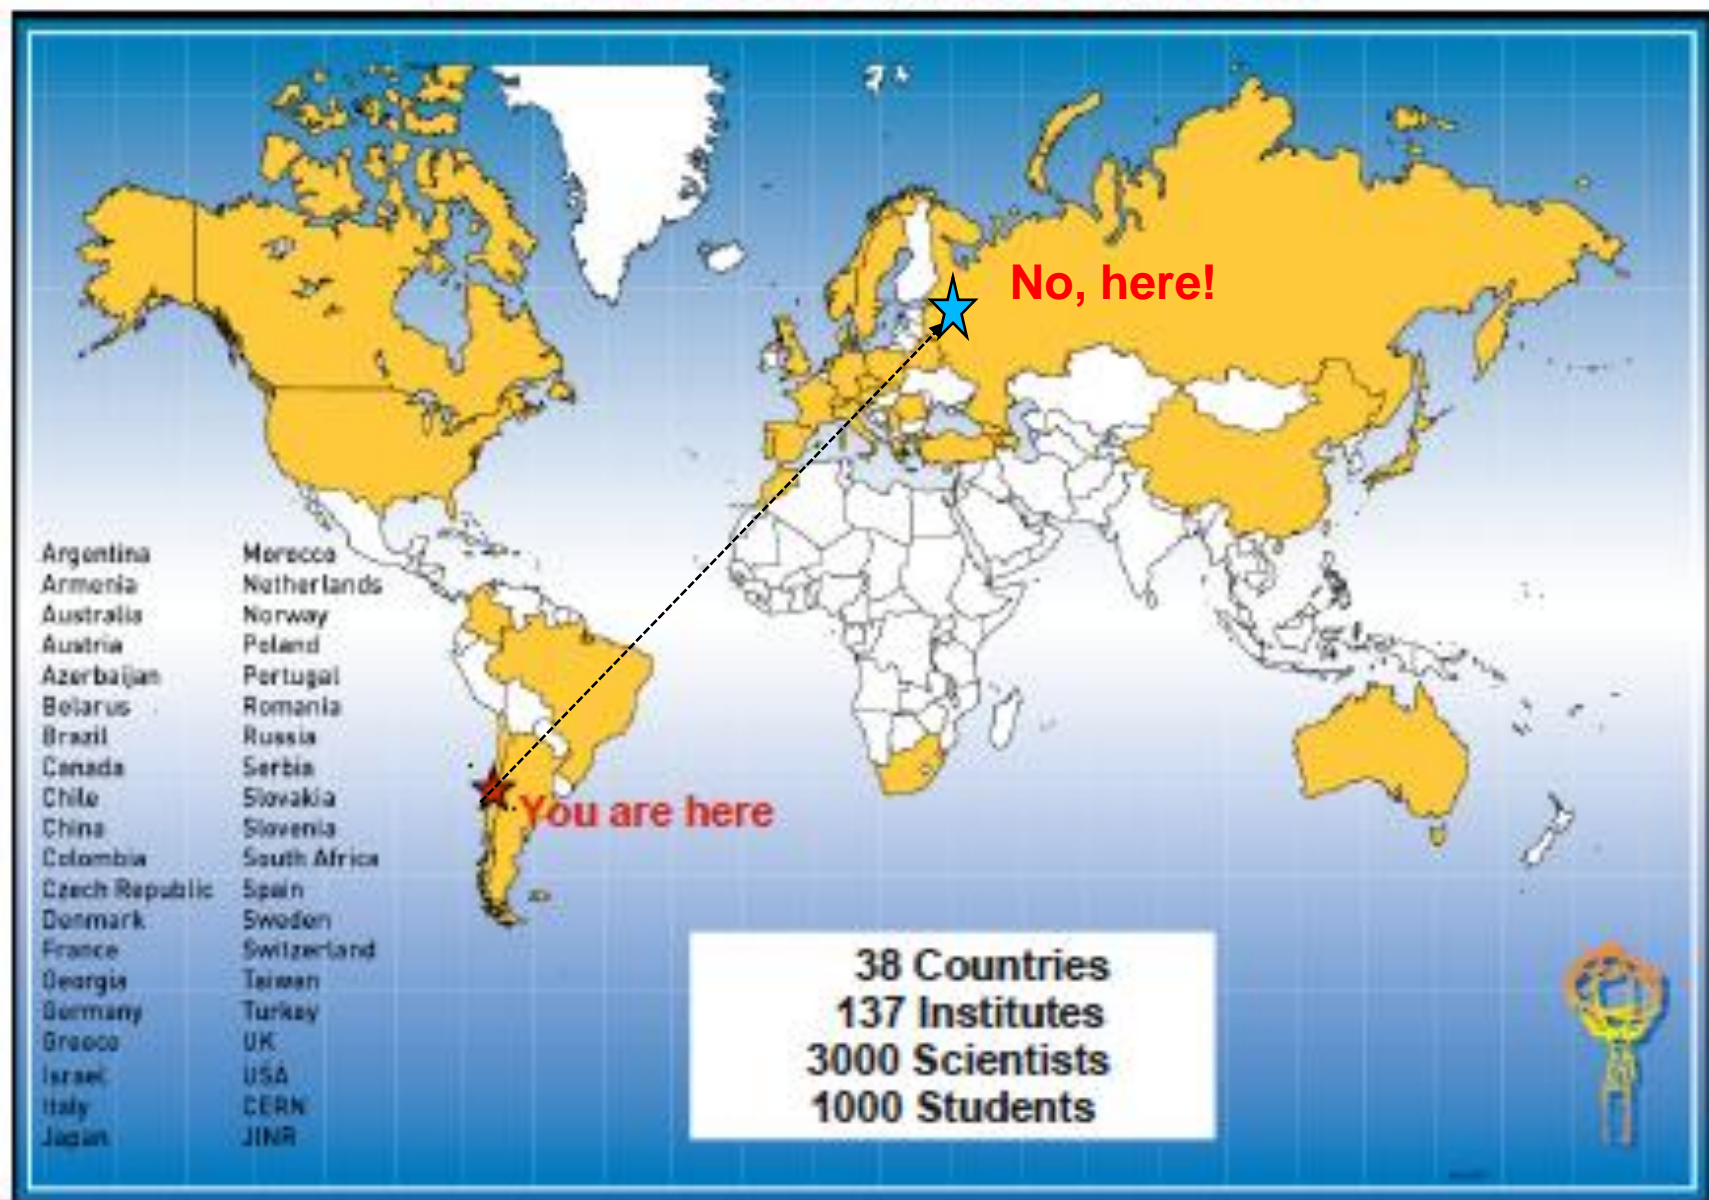 No, here!
You are here
Argentina
Armenia
Australia
Austria
Azerbaijan
Belarus
Brazil
Canada
Chile
China
Colombia
Czech Republic
Denmark
France
Georgia
Germany
Greece
Israel
Italy
Japan
Morocco
Netherlands
Norway
Poland
Portugal
Romania
Russia
Serbia
Slovakia
Slovenia
South Africa
Spain
Sweden
Switzerland
Taiwan
Turkey
UK
USA
CERN
JINR
38 Countries
137 Institutes
3000 Scientists
1000 Students